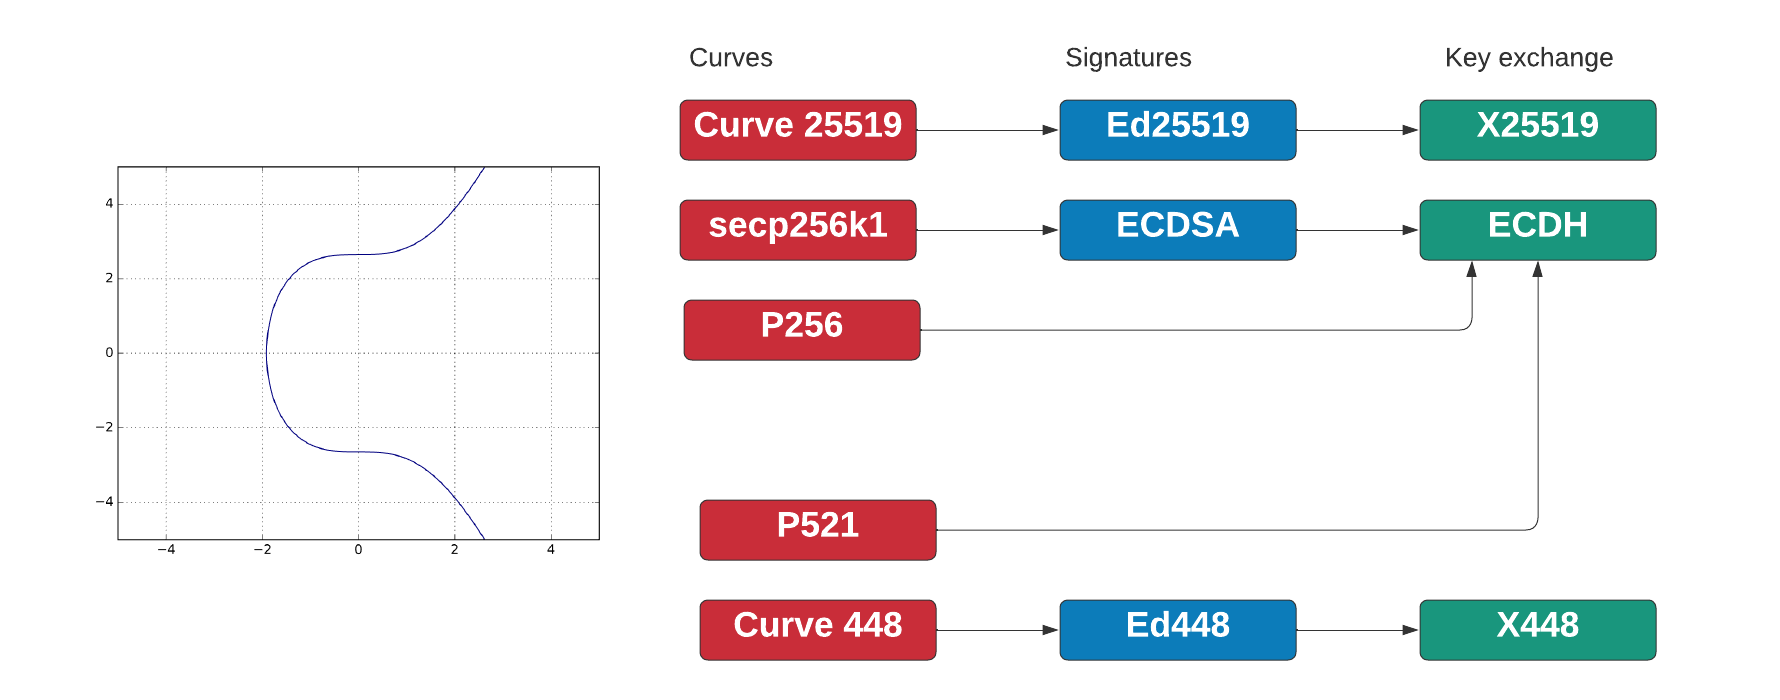 Curves Signatures Key exchange
Curve 25519 Ed25519 X25519
secp256k1 ECDSA ECDH
P256
P521
Curve 448 Ed448 X448
4
2
0
−2
−4
−4 −2 0 2 4